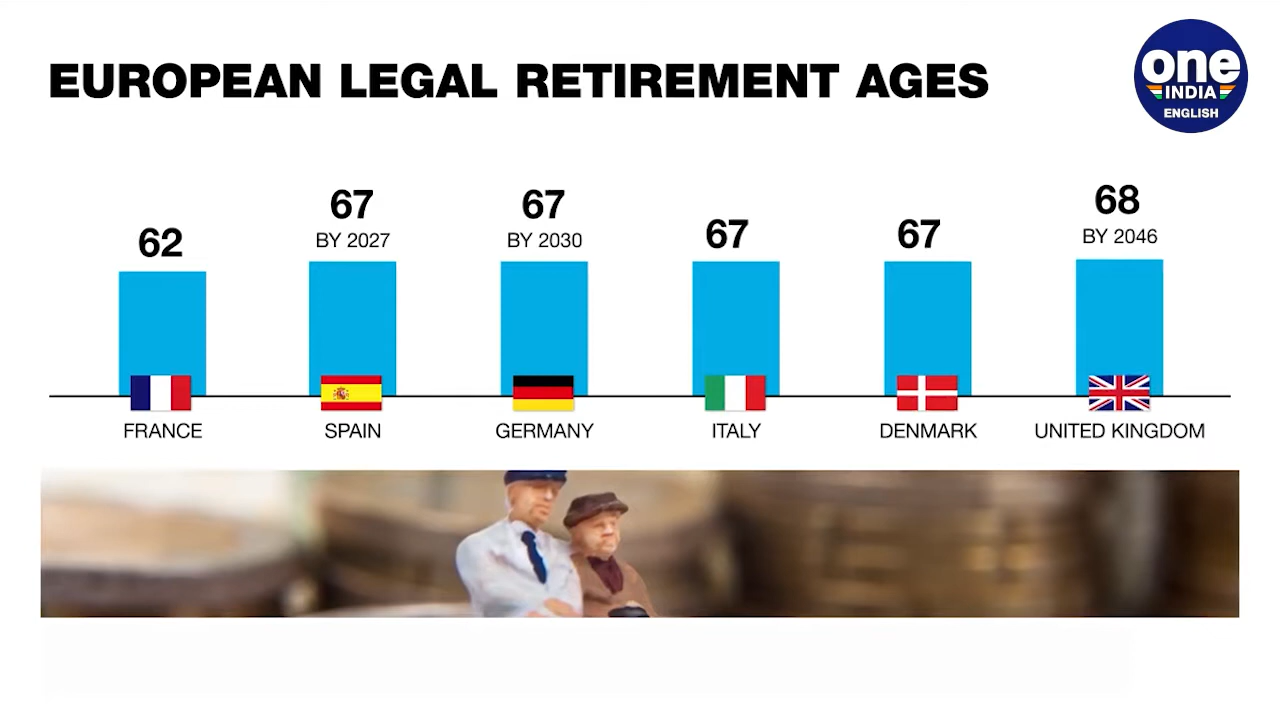 EUROPEAN LEGAL RETIREMENT AGES
one
INDIA
ENGLISH
62
67
BY 2027
67
BY 2030
67
67
68
BY 2046
FRANCE
SPAIN
GERMANY
ITALY
DENMARK
UNITED KINGDOM